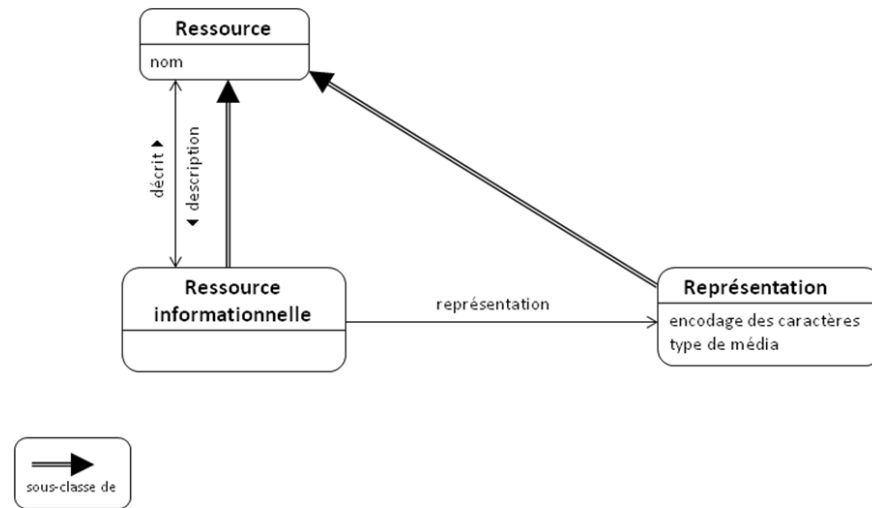 Ressource
nom
décrit ▶
◀ description
Ressource
informationnelle
représentation
Représentation
encodage des caractères
type de média
sous-classe de